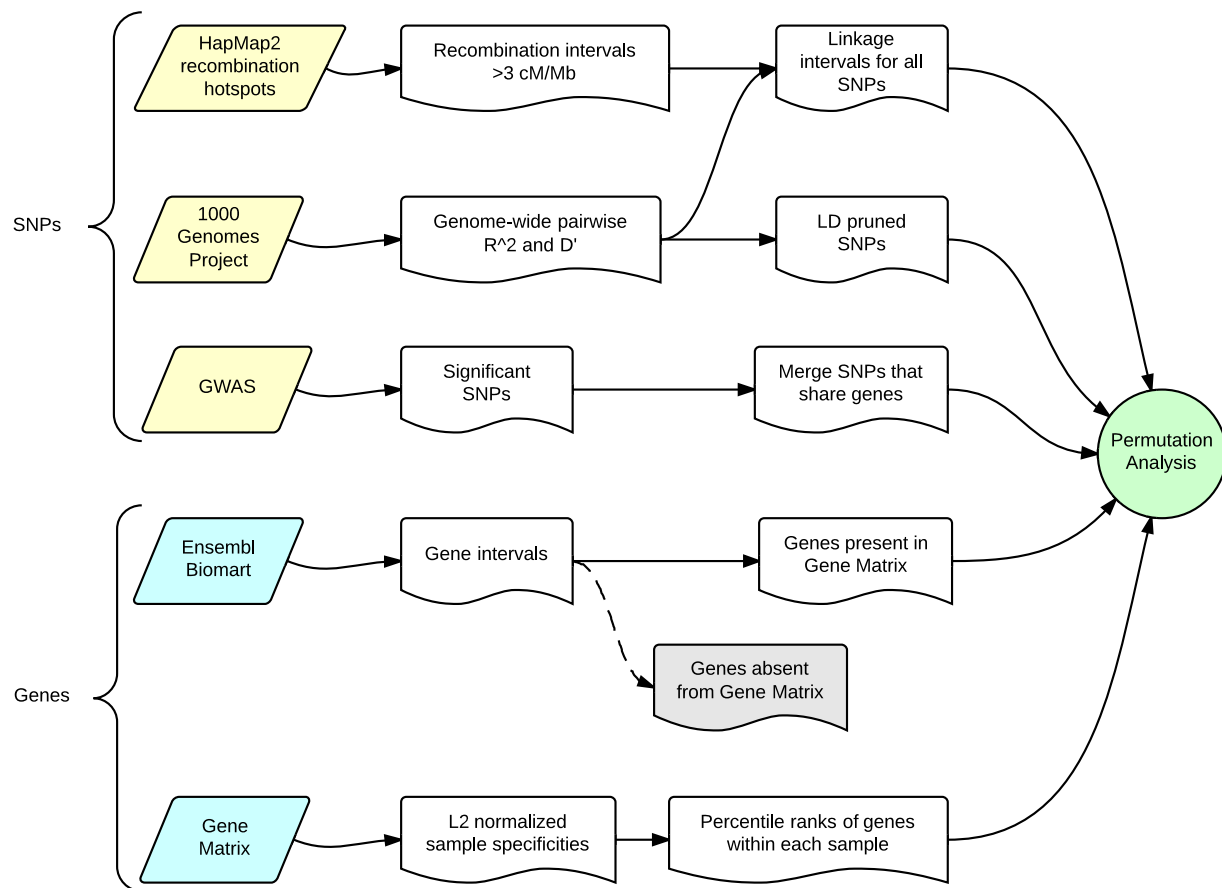 HapMap2
recombination
hotspots
Recombination intervals
>3 cM/Mb
Linkage
intervals for all
SNPs
SNPs
1000
Genomes
Project
Genome-wide pairwise
R^2 and D'
LD pruned
SNPs
GWAS
Significant
SNPs
Merge SNPs that
share genes
Permutation
Analysis
Genes
Ensembl
Biomart
Gene intervals
Genes present in
Gene Matrix
Genes absent
from Gene Matrix
Gene
Matrix
L2 normalized
sample specificities
Percentile ranks of genes
within each sample